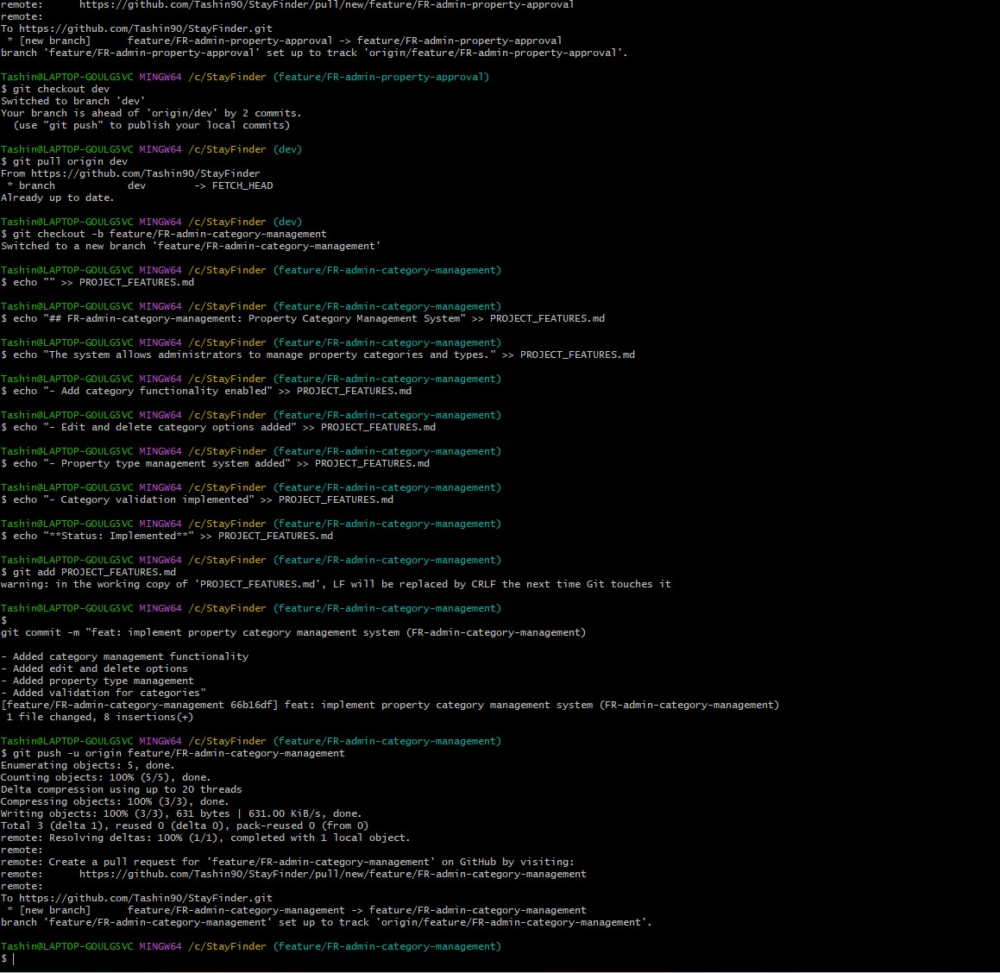 remote:      https://github.com/Tashin90/StayFinder/pull/new/feature/FR-admin-property-approval
remote:
To https://github.com/Tashin90/StayFinder.git
 * [new branch]      feature/FR-admin-property-approval -> feature/FR-admin-property-approval
branch 'feature/FR-admin-property-approval' set up to track 'origin/feature/FR-admin-property-approval'.

Tashin@LAPTOP-GOULG5VC MINGW64 /c/StayFinder (feature/FR-admin-property-approval)
$ git checkout dev
Switched to branch 'dev'
Your branch is ahead of 'origin/dev' by 2 commits.
  (use "git push" to publish your local commits)

Tashin@LAPTOP-GOULG5VC MINGW64 /c/StayFinder (dev)
$ git pull origin dev
From https://github.com/Tashin90/StayFinder
 * branch            dev        -> FETCH_HEAD
Already up to date.

Tashin@LAPTOP-GOULG5VC MINGW64 /c/StayFinder (dev)
$ git checkout -b feature/FR-admin-category-management
Switched to a new branch 'feature/FR-admin-category-management'

Tashin@LAPTOP-GOULG5VC MINGW64 /c/StayFinder (feature/FR-admin-category-management)
$ echo "" >> PROJECT_FEATURES.md

Tashin@LAPTOP-GOULG5VC MINGW64 /c/StayFinder (feature/FR-admin-category-management)
$ echo "## FR-admin-category-management: Property Category Management System" >> PROJECT_FEATURES.md

Tashin@LAPTOP-GOULG5VC MINGW64 /c/StayFinder (feature/FR-admin-category-management)
$ echo "The system allows administrators to manage property categories and types." >> PROJECT_FEATURES.md

Tashin@LAPTOP-GOULG5VC MINGW64 /c/StayFinder (feature/FR-admin-category-management)
$ echo "- Add category functionality enabled" >> PROJECT_FEATURES.md

Tashin@LAPTOP-GOULG5VC MINGW64 /c/StayFinder (feature/FR-admin-category-management)
$ echo "- Edit and delete category options added" >> PROJECT_FEATURES.md

Tashin@LAPTOP-GOULG5VC MINGW64 /c/StayFinder (feature/FR-admin-category-management)
$ echo "- Property type management system added" >> PROJECT_FEATURES.md

Tashin@LAPTOP-GOULG5VC MINGW64 /c/StayFinder (feature/FR-admin-category-management)
$ echo "- Category validation implemented" >> PROJECT_FEATURES.md

Tashin@LAPTOP-GOULG5VC MINGW64 /c/StayFinder (feature/FR-admin-category-management)
$ echo "**Status: Implemented**" >> PROJECT_FEATURES.md

Tashin@LAPTOP-GOULG5VC MINGW64 /c/StayFinder (feature/FR-admin-category-management)
$ git add PROJECT_FEATURES.md
warning: in the working copy of 'PROJECT_FEATURES.md', LF will be replaced by CRLF the next time Git touches it

Tashin@LAPTOP-GOULG5VC MINGW64 /c/StayFinder (feature/FR-admin-category-management)
$
git commit -m "feat: implement property category management system (FR-admin-category-management)

- Added category management functionality
- Added edit and delete options
- Added property type management
- Added validation for categories"
[feature/FR-admin-category-management 66b16df] feat: implement property category management system (FR-admin-category-management)
 1 file changed, 8 insertions(+)

Tashin@LAPTOP-GOULG5VC MINGW64 /c/StayFinder (feature/FR-admin-category-management)
$ git push -u origin feature/FR-admin-category-management
Enumerating objects: 5, done.
Counting objects: 100% (5/5), done.
Delta compression using up to 20 threads
Compressing objects: 100% (3/3), done.
Writing objects: 100% (3/3), 631 bytes | 631.00 KiB/s, done.
Total 3 (delta 1), reused 0 (delta 0), pack-reused 0 (from 0)
remote: Resolving deltas: 100% (1/1), completed with 1 local object.
remote:
remote: Create a pull request for 'feature/FR-admin-category-management' on GitHub by visiting:
remote:      https://github.com/Tashin90/StayFinder/pull/new/feature/FR-admin-category-management
remote:
To https://github.com/Tashin90/StayFinder.git
 * [new branch]      feature/FR-admin-category-management -> feature/FR-admin-category-management
branch 'feature/FR-admin-category-management' set up to track 'origin/feature/FR-admin-category-management'.

Tashin@LAPTOP-GOULG5VC MINGW64 /c/StayFinder (feature/FR-admin-category-management)
$